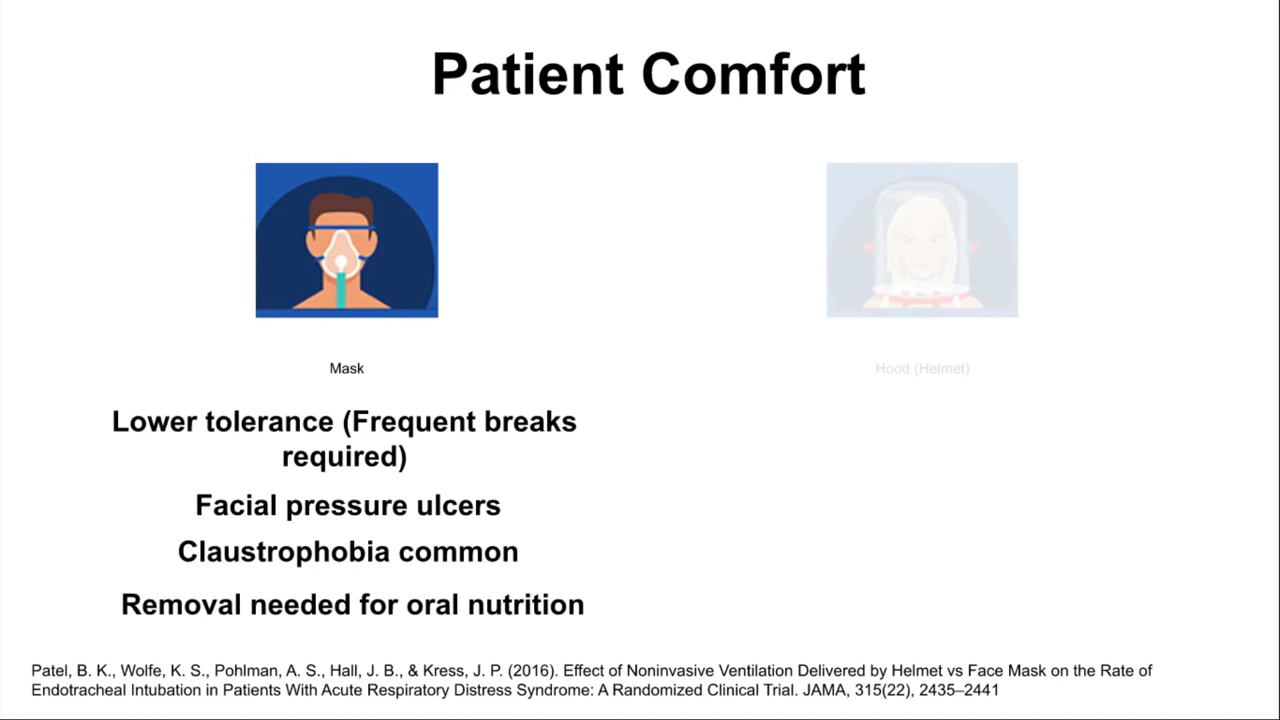 Patient Comfort
Mask
Hood (Helmet)
Lower tolerance (Frequent breaks
required)
Facial pressure ulcers
Claustrophobia common
Removal needed for oral nutrition
Patel, B. K., Wolfe, K. S., Pohlman, A. S., Hall, J. B., & Kress, J. P. (2016). Effect of Noninvasive Ventilation Delivered by Helmet vs Face Mask on the Rate of
Endotracheal Intubation in Patients With Acute Respiratory Distress Syndrome: A Randomized Clinical Trial. JAMA, 315(22), 2435–2441